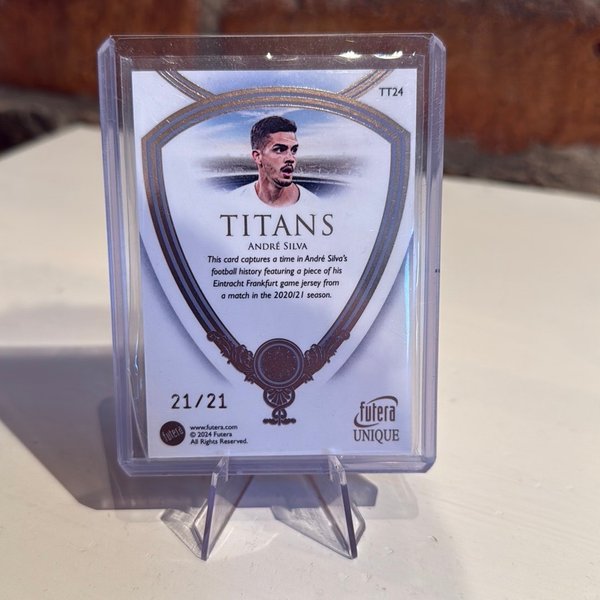 TT24
TITANS
ANDRÉ SILVA
This card captures a time in André Silva's
football history featuring a piece of his
Eintracht Frankfurt game jersey from
a match in the 2020/21 season.
21/21
futera
www.futera.com
© 2024 Futera
All Rights Reserved.
futera
UNIQUE